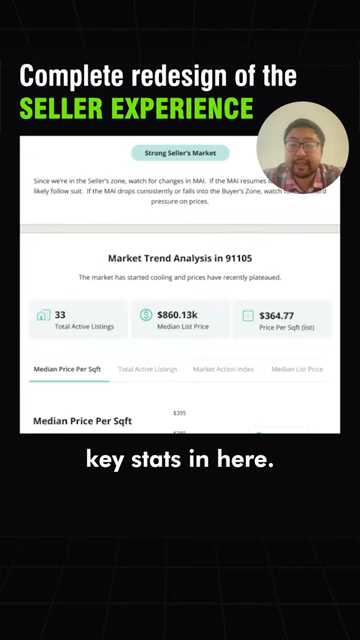 Complete redesign of the
SELLER EXPERIENCE
Strong Seller's Market
Since we're in the Seller's zone, watch for changes in MAI. If the MAI resumes
likely follow suit. If the MAI drops consistently or falls into the Buyer's Zone, watch
pressure on prices.
Market Trend Analysis in 91105
The market has started cooling and prices have recently plateaued.
33
Total Active Listings
$860.13k
Median List Price
$364.77
Price Per Sqft (list)
Median Price Per Sqft
Total Active Listings
Market Action Index
Median List Price
Median Price Per Sqft
$395
key stats in here.